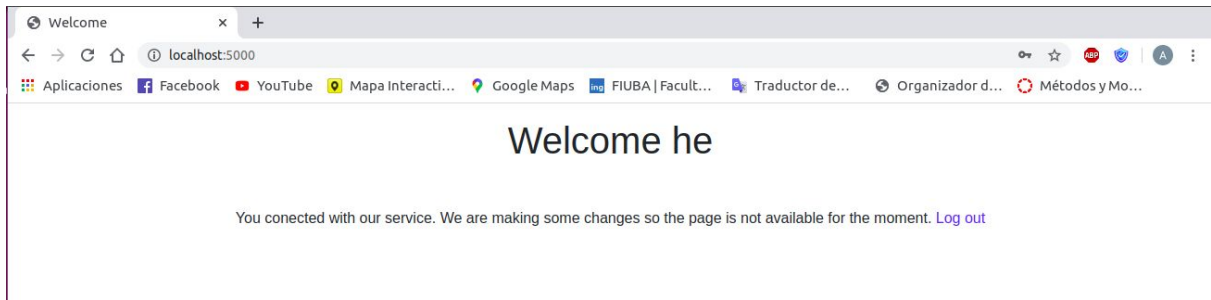 Welcome
localhost:5000
ABP
A
Aplicaciones Facebook YouTube Mapa Interacti... Google Maps ing FIUBA | Facult... Traductor de... Organizador d... Métodos y Mo...
Welcome he
You conected with our service. We are making some changes so the page is not available for the moment. Log out